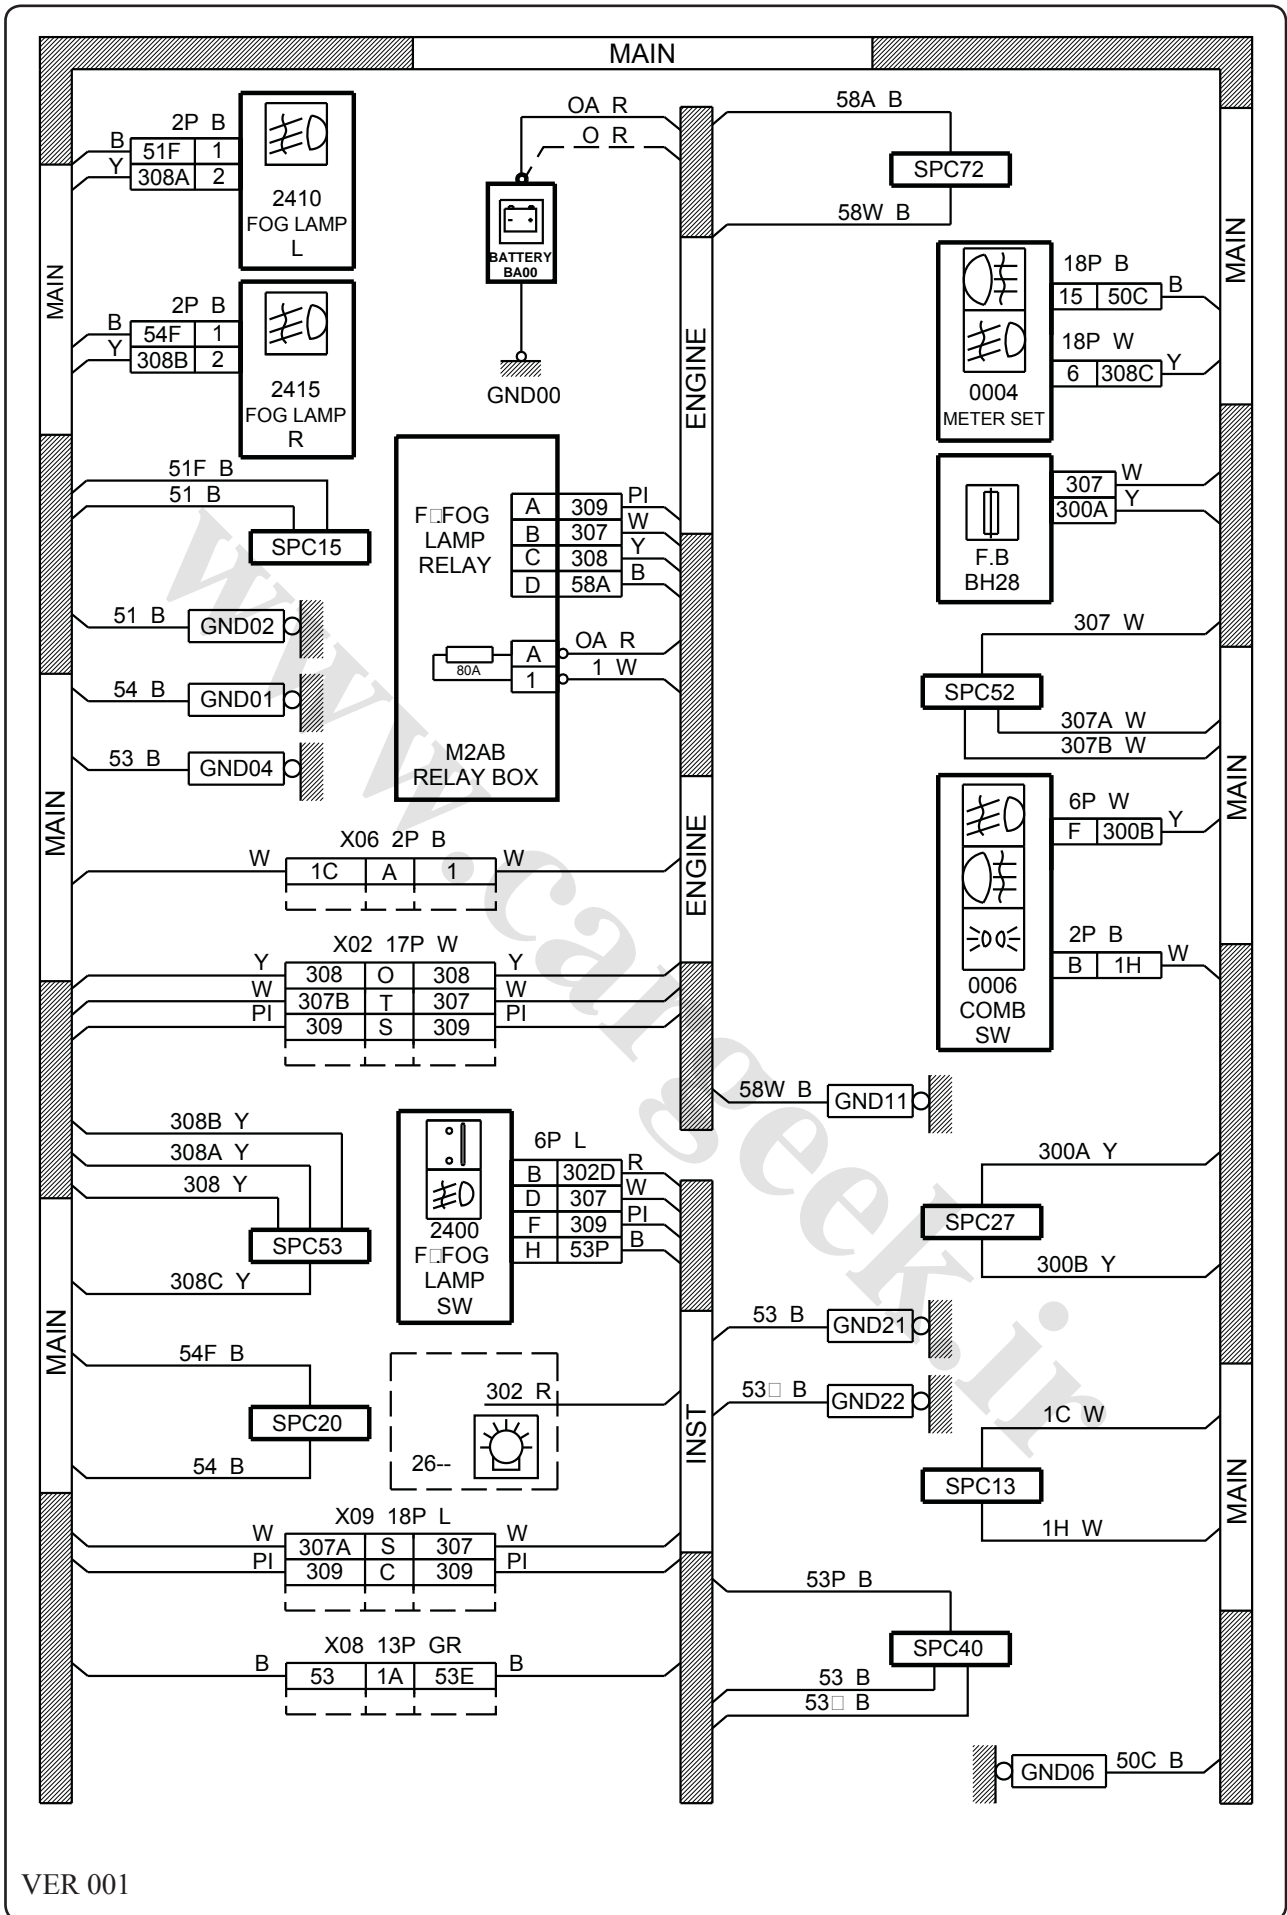 MAIN
2P B
B 51F 1
Y 308A 2
2410
FOG LAMP
L
MAIN
2P B
B 54F 1
Y 308B 2
2415
FOG LAMP
R
51F B
51 B
SPC15
51 B GND02
54 B GND01
53 B GND04
MAIN
X06 2P B
W 1C A 1 W
X02 17P W
Y 308 O 308 Y
W 307B T 307 W
PI 309 S 309 PI
308B Y
308A Y
308 Y
SPC53
308C Y
MAIN
54F B
SPC20
54 B
X09 18P L
W 307A S 307 W
PI 309 C 309 PI
X08 13P GR
B 53 1A 53E B
OA R
O R
BATTERY
BA00
GND00
F□FOG
LAMP
RELAY
A 309 PI
B 307 W
C 308 Y
D 58A B
80A
A OA R
1 1 W
M2AB
RELAY BOX
ENGINE
ENGINE
6P L
B 302D R
D 307 W
F 309 PI
H 53P B
2400
F□FOG
LAMP
SW
302 R
26--
INST
58A B
SPC72
58W B
18P B
15 50C B
18P W
6 308C Y
0004
METER SET
MAIN
307 W
300A Y
F.B
BH28
307 W
SPC52
307A W
307B W
MAIN
6P W
F 300B Y
2P B
B 1H W
0006
COMB
SW
58W B GND11
300A Y
SPC27
300B Y
53 B GND21
53□ B GND22
1C W
SPC13
1H W
MAIN
53P B
SPC40
53 B
53□ B
GND06 50C B
www.cargeek.ir
VER 001